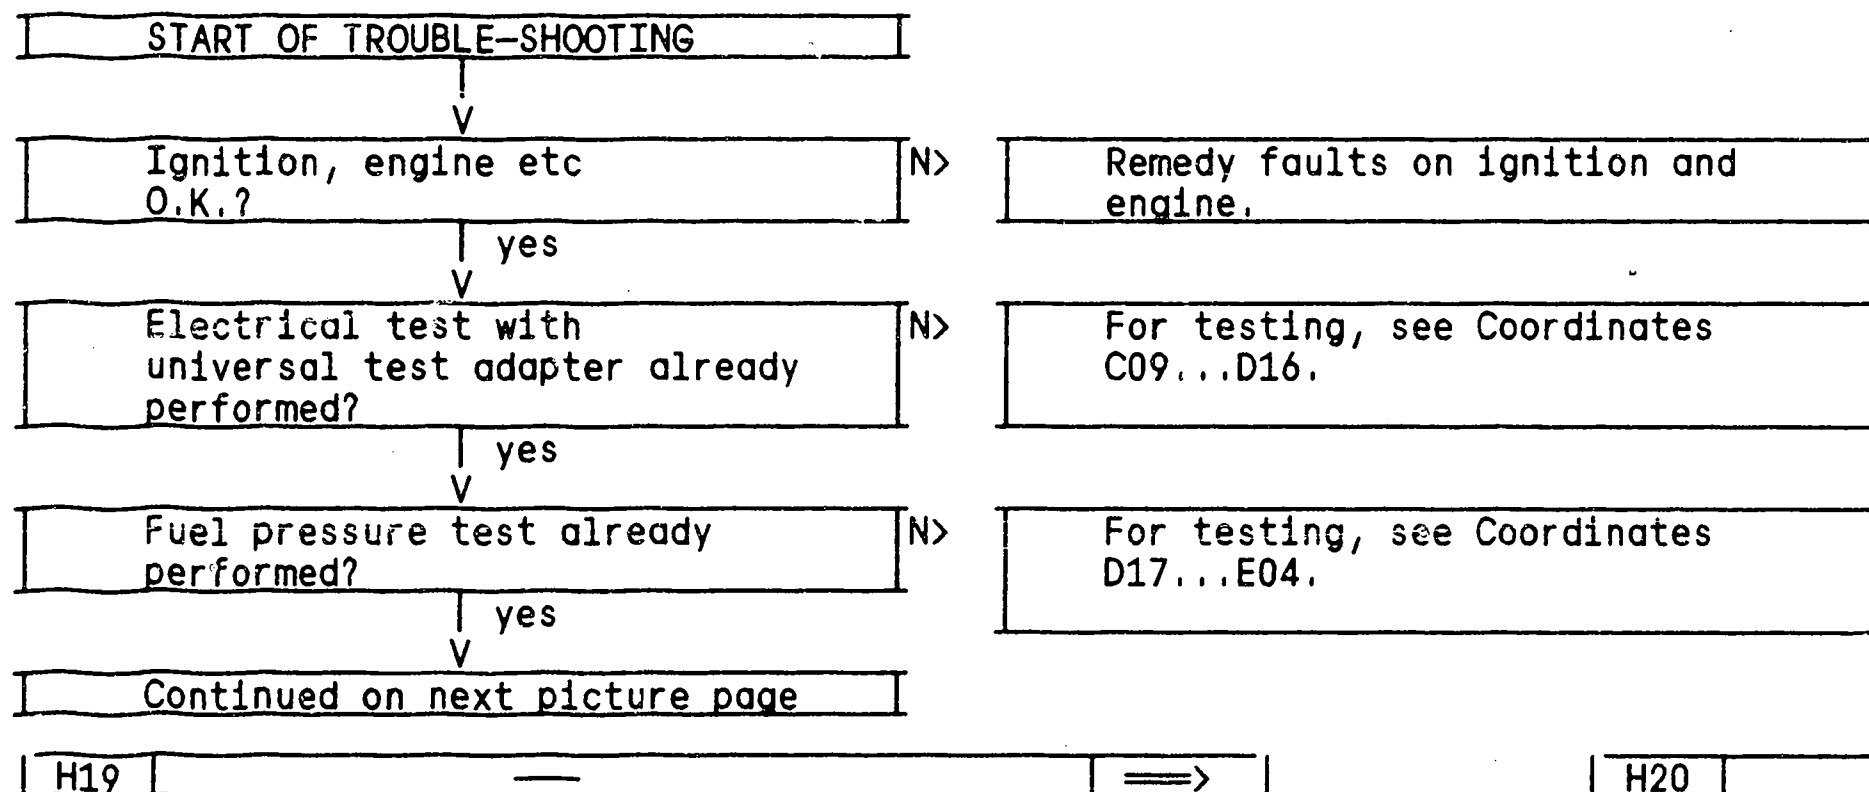 START OF TROUBLE-SHOOTING
Ignition, engine etc
O.K.?
N>
Remedy faults on ignition and
engine.
yes
Electrical test with
universal test adapter already
performed?
N>
For testing, see Coordinates
C09...D16.
yes
Fuel pressure test already
performed?
N>
For testing, see Coordinates
D17...E04.
yes
Continued on next picture page
H19
H20